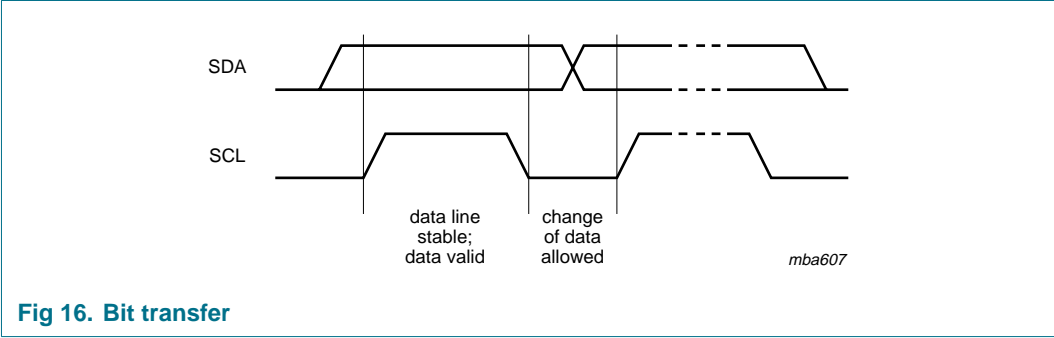 SDA
SCL
data line
stable;
data valid
change
of data
allowed
mba607
Fig 16. Bit transfer